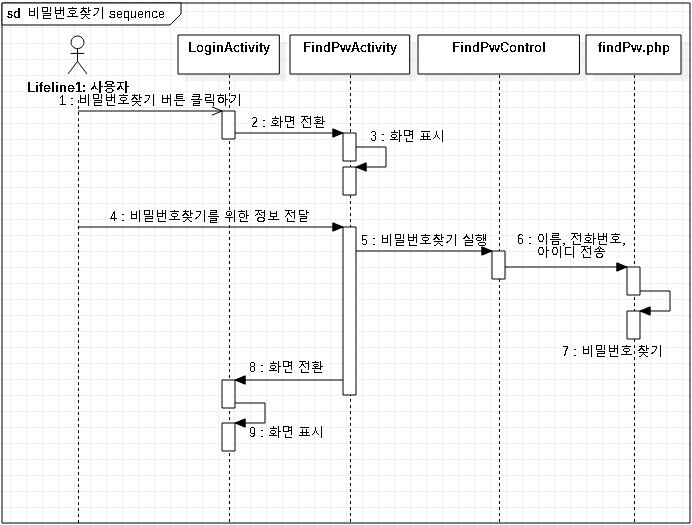 sd 비밀번호찾기 sequence
LoginActivity
FindPwActivity
FindPwControl
findPw.php
Lifeline1: 사용자
1 : 비밀번호찾기 버튼 클릭하기
2 : 화면 전환
3 : 화면 표시
4 : 비밀번호찾기를 위한 정보 전달
5 : 비밀번호찾기 실행
6 : 이름, 전화번호,
아이디 전송
7 : 비밀번호 찾기
8 : 화면 전환
9 : 화면 표시